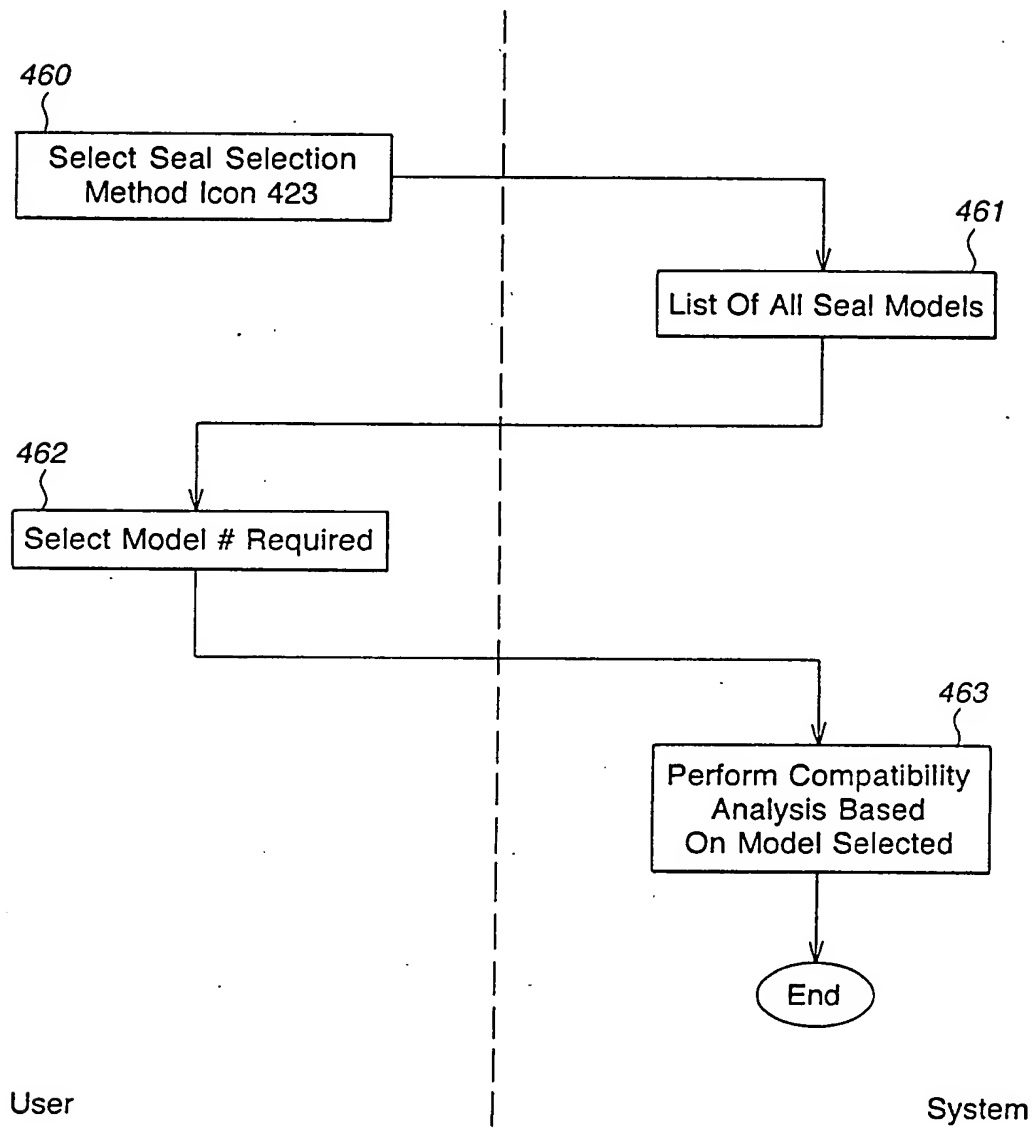 460
Select Seal Selection
Method Icon 423
461
List Of All Seal Models
462
Select Model # Required
463
Perform Compatibility
Analysis Based
On Model Selected
End
User
System